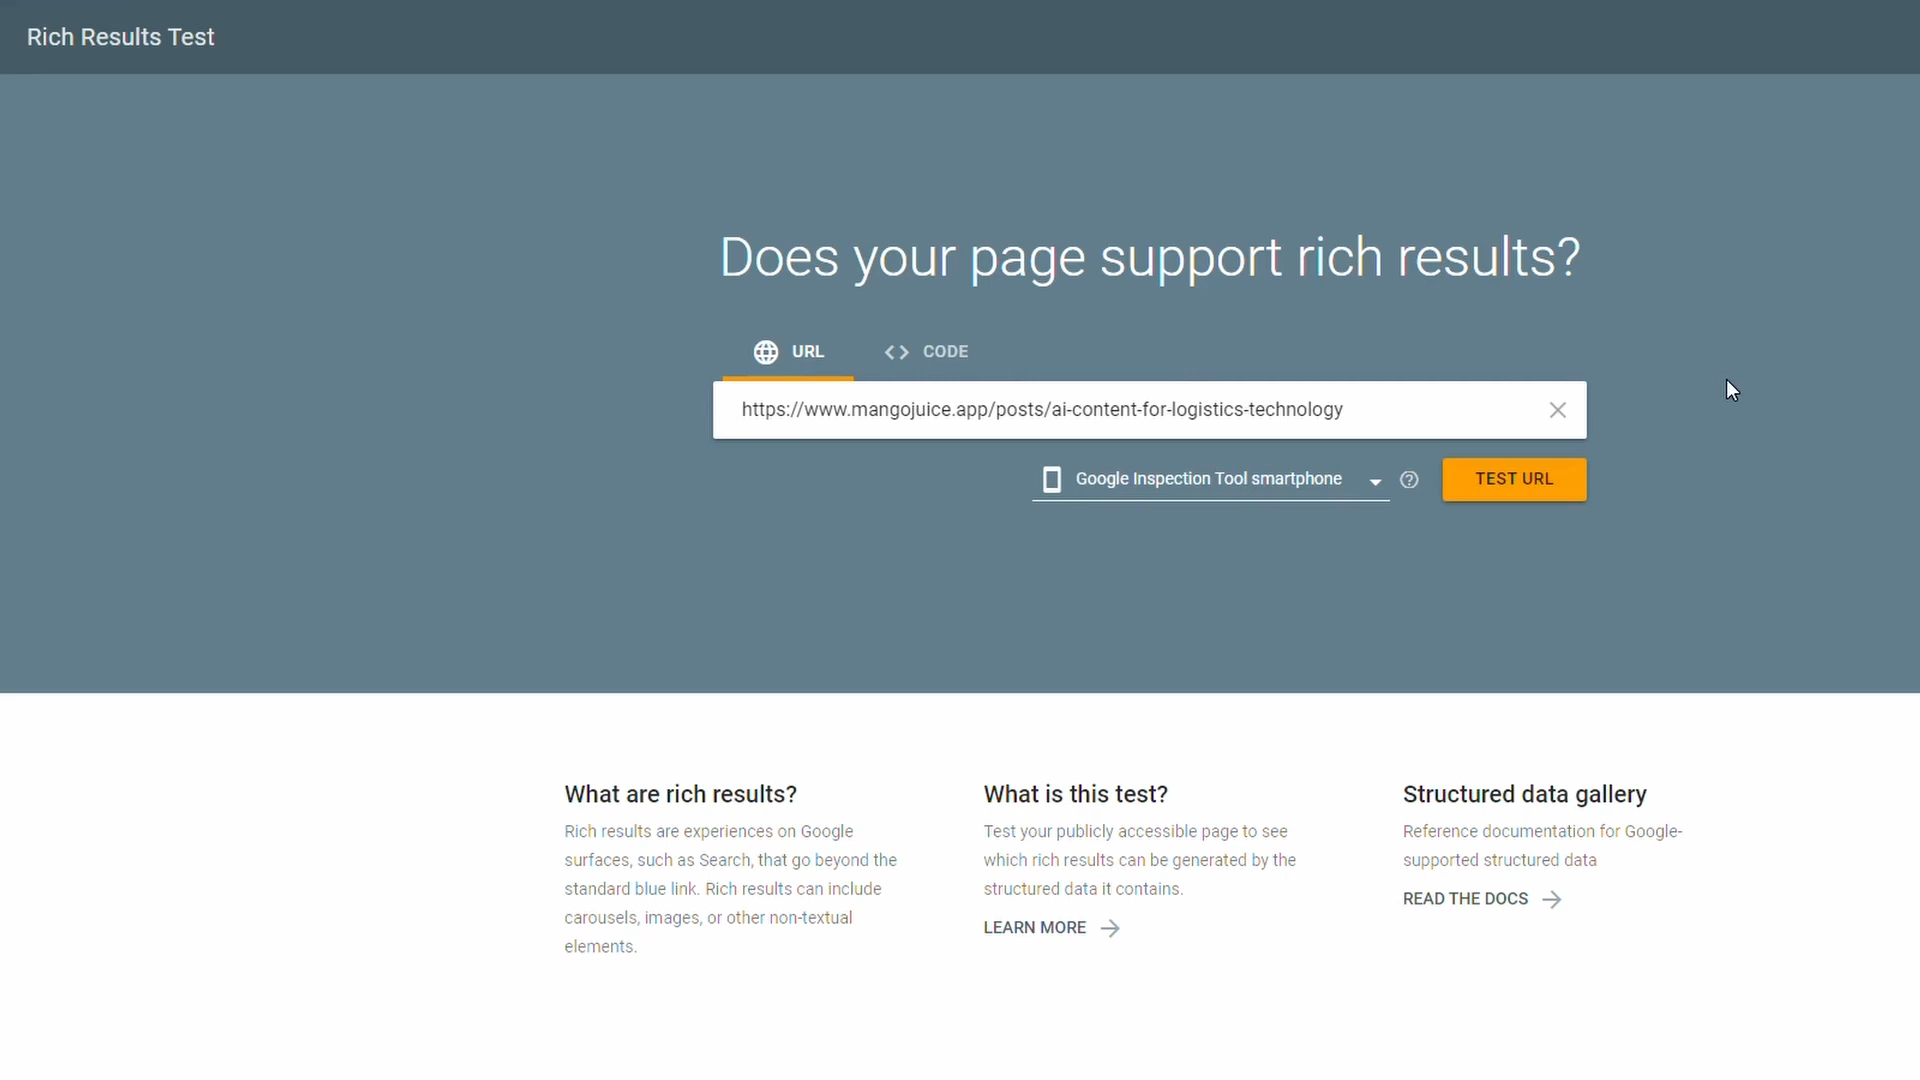 Rich Results Test
Does your page support rich results?
URL
CODE
https://www.mangojuice.app/posts/ai-content-for-logistics-technology
Google Inspection Tool smartphone
TEST URL
What are rich results?
Rich results are experiences on Google
surfaces, such as Search, that go beyond the
standard blue link. Rich results can include
carousels, images, or other non-textual
elements.
What is this test?
Test your publicly accessible page to see
which rich results can be generated by the
structured data it contains.
LEARN MORE
Structured data gallery
Reference documentation for Google-
supported structured data
READ THE DOCS